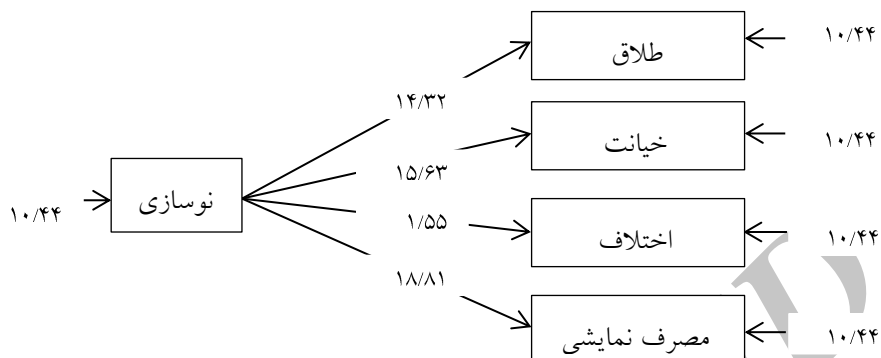 طلاق
۱۰/۴۴
۱۴/۳۲
خیانت
۱۰/۴۴
۱۵/۶۳
نوسازی
۱۰/۴۴
۱/۵۵
اختلاف
۱۰/۴۴
۱۸/۸۱
مصرف نمایشی
۱۰/۴۴